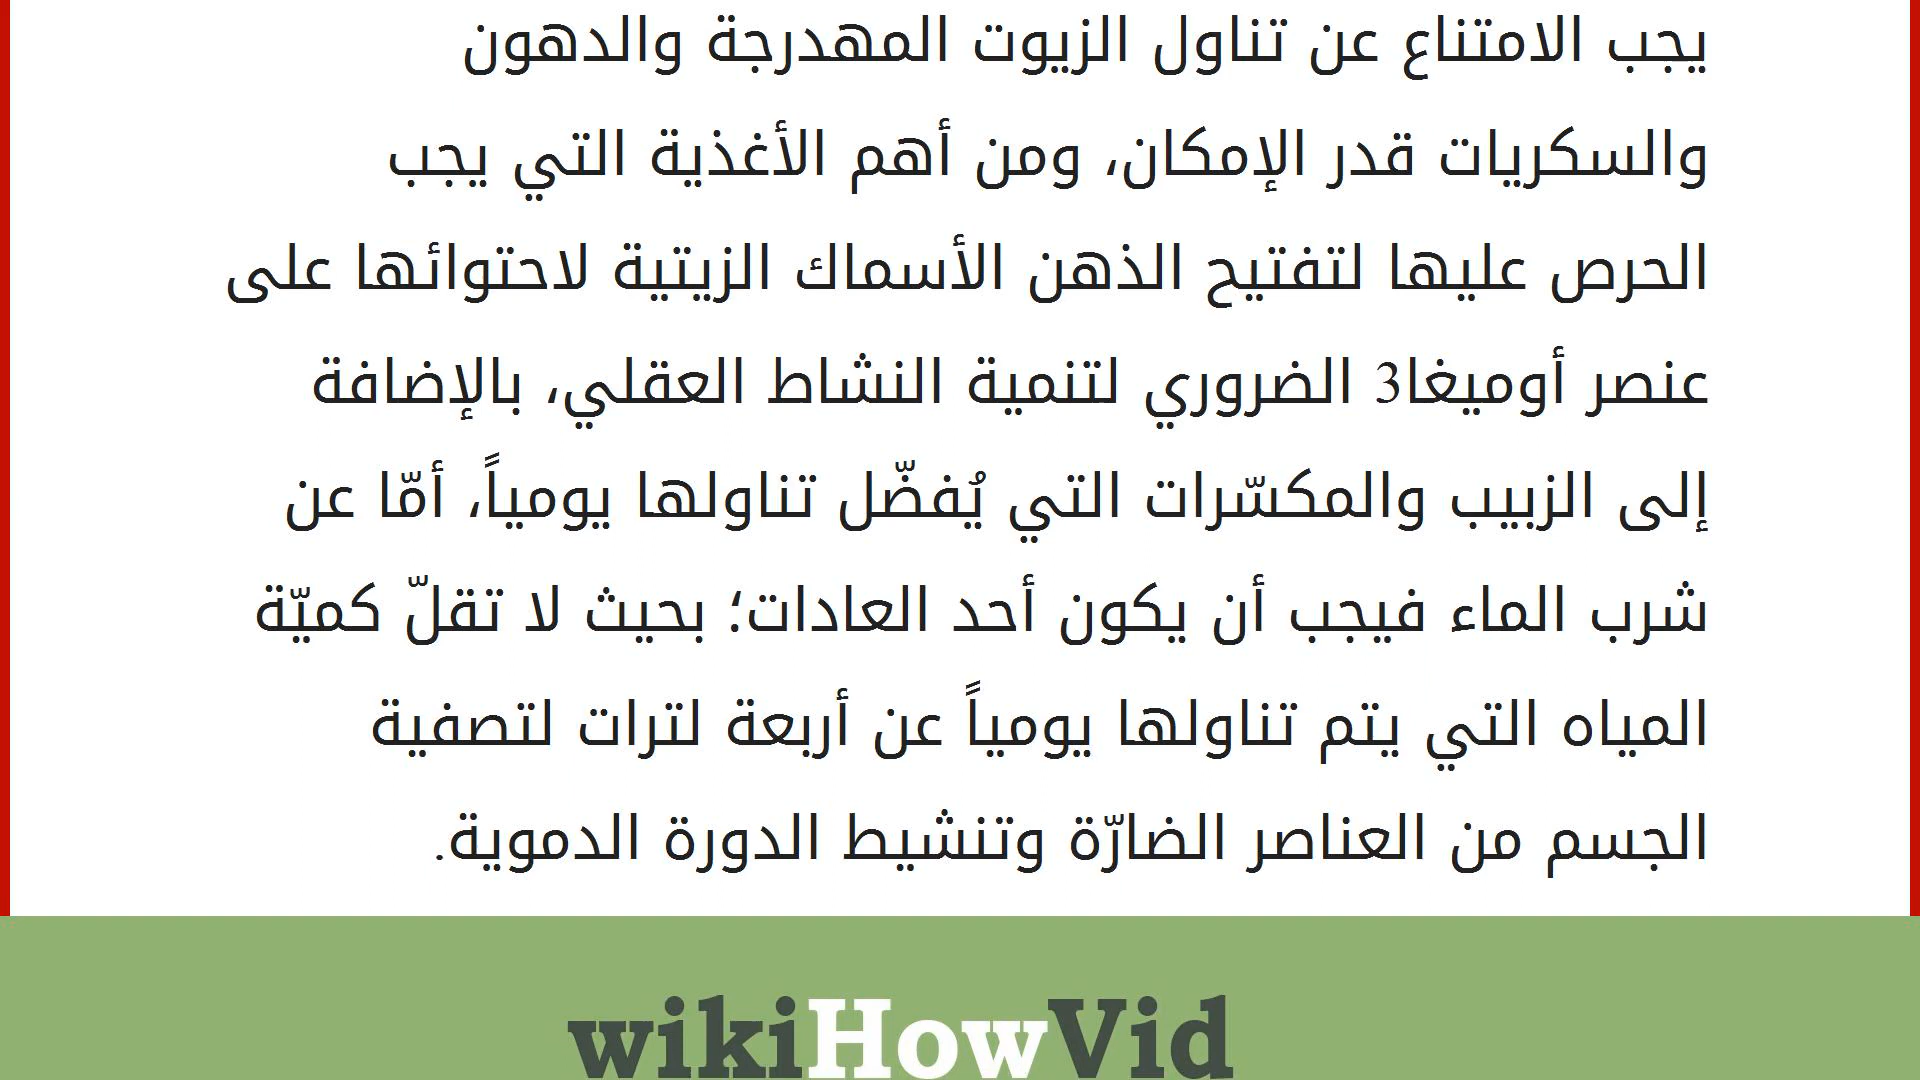 يجب الامتناع عن تناول الزيوت المهدرجة والدهون
والسكريات قدر الإمكان، ومن أهم الأغذية التي يجب
الحرص عليها لتفتيح الذهن الأسماك الزيتية لاحتوائها على
عنصر أوميغا3 الضروري لتنمية النشاط العقلي، بالإضافة
إلى الزبيب والمكسّرات التي يُفضّل تناولها يومياً، أمّا عن
شرب الماء فيجب أن يكون أحد العادات؛ بحيث لا تقلّ كميّة
المياه التي يتم تناولها يومياً عن أربعة لترات لتصفية
الجسم من العناصر الضارّة وتنشيط الدورة الدموية.
wikiHowVid